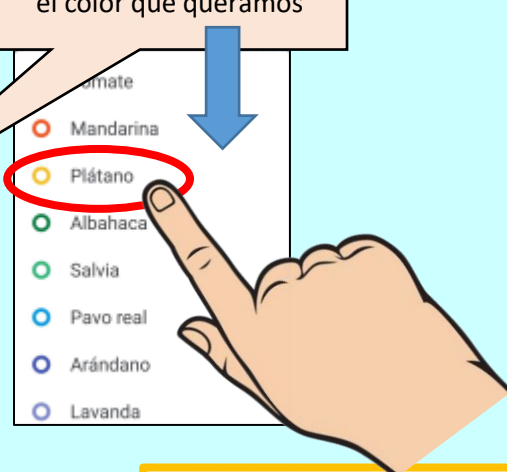 el color que queramos
Mandarina
Plátano
Albahaca
Salvia
Pavo real
Arándano
Lavanda